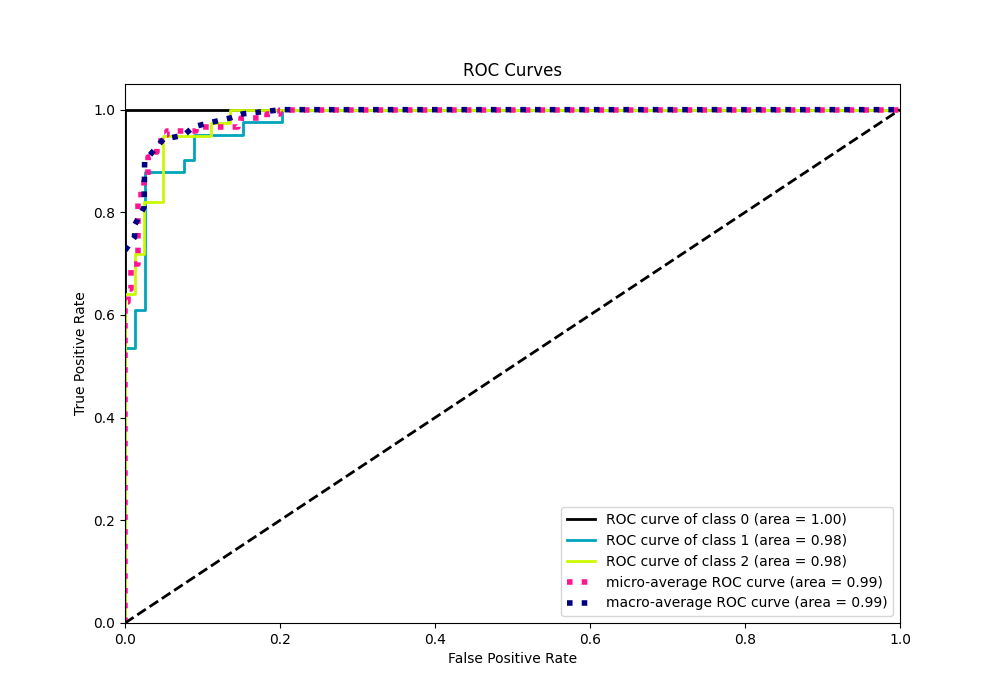 ROC Curves
1.0
0.8
0.6
0.4
0.2
0.0
True Positive Rate
0.0 0.2 0.4 0.6 0.8 1.0
False Positive Rate
ROC curve of class 0 (area = 1.00)
ROC curve of class 1 (area = 0.98)
ROC curve of class 2 (area = 0.98)
micro-average ROC curve (area = 0.99)
macro-average ROC curve (area = 0.99)